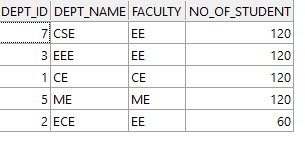 DEPT_ID DEPT_NAME FACULTY NO_OF_STUDENT
7 CSE EE 120
3 EEE EE 120
1 CE CE 120
5 ME ME 120
2 ECE EE 60